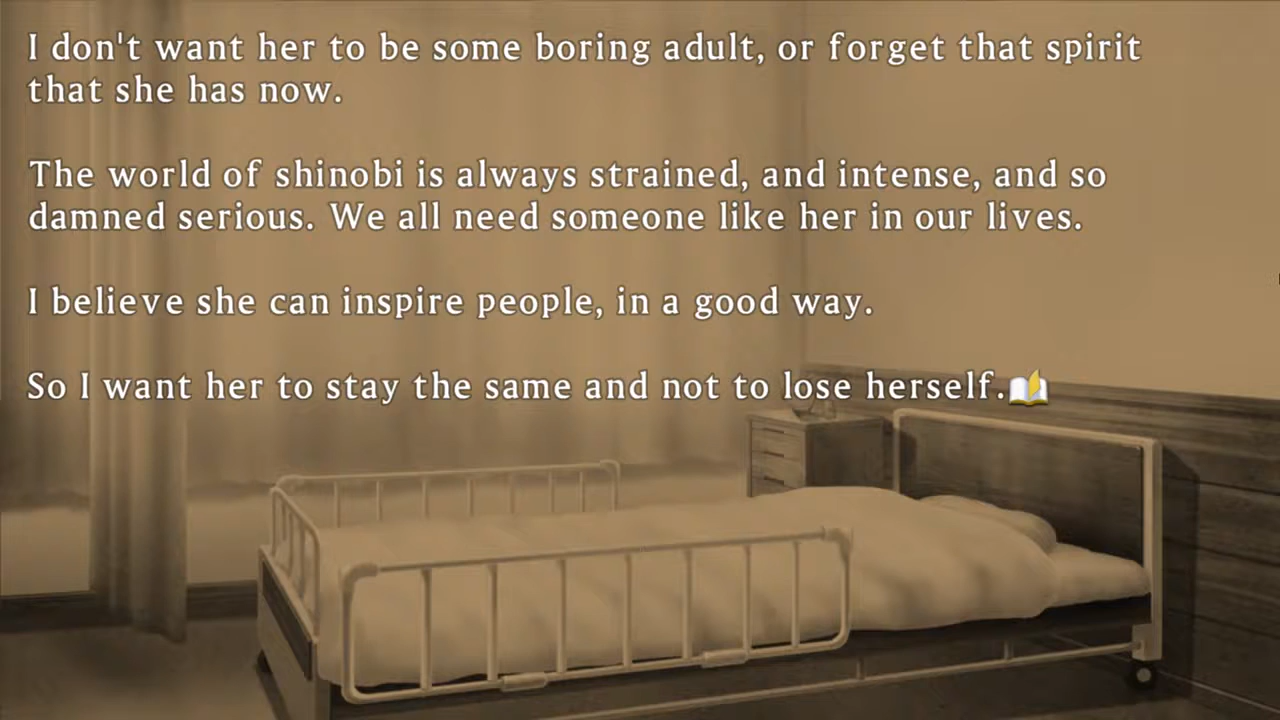 I don't want her to be some boring adult, or forget that spirit
that she has now.
The world of shinobi is always strained, and intense, and so
damned serious. We all need someone like her in our lives.
I believe she can inspire people, in a good way.
So I want her to stay the same and not to lose herself.